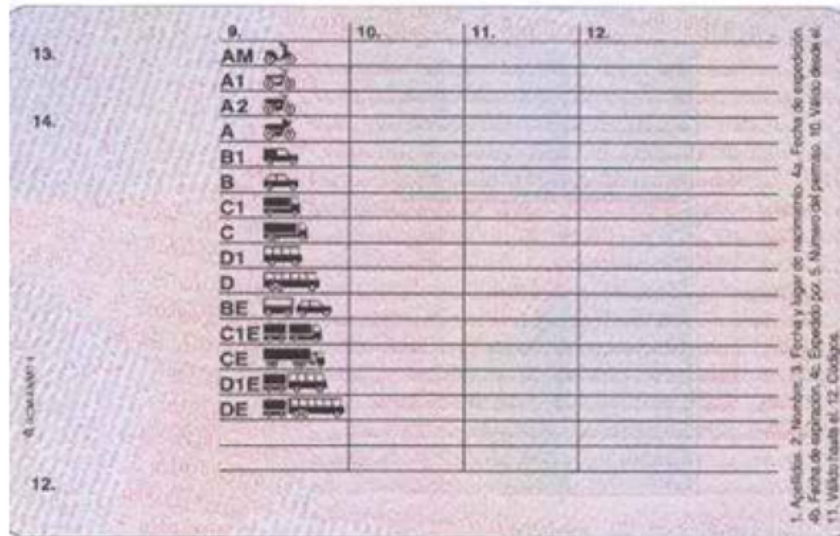 9. 10. 11. 12.
13.
AM
A1
A2
14.
A
B1
B
C1
C
D1
D
BE
C1E
CE
D1E
DE
12.
1. Apellidos. 2. Nombre. 3. Fecha y lugar de nacimiento. 4a. Fecha de expedición.
4b. Fecha de expiración. 4c. Expedido por. 5. Número del permiso. 10. Válido desde el.
11. Válido hasta el. 12. Códigos